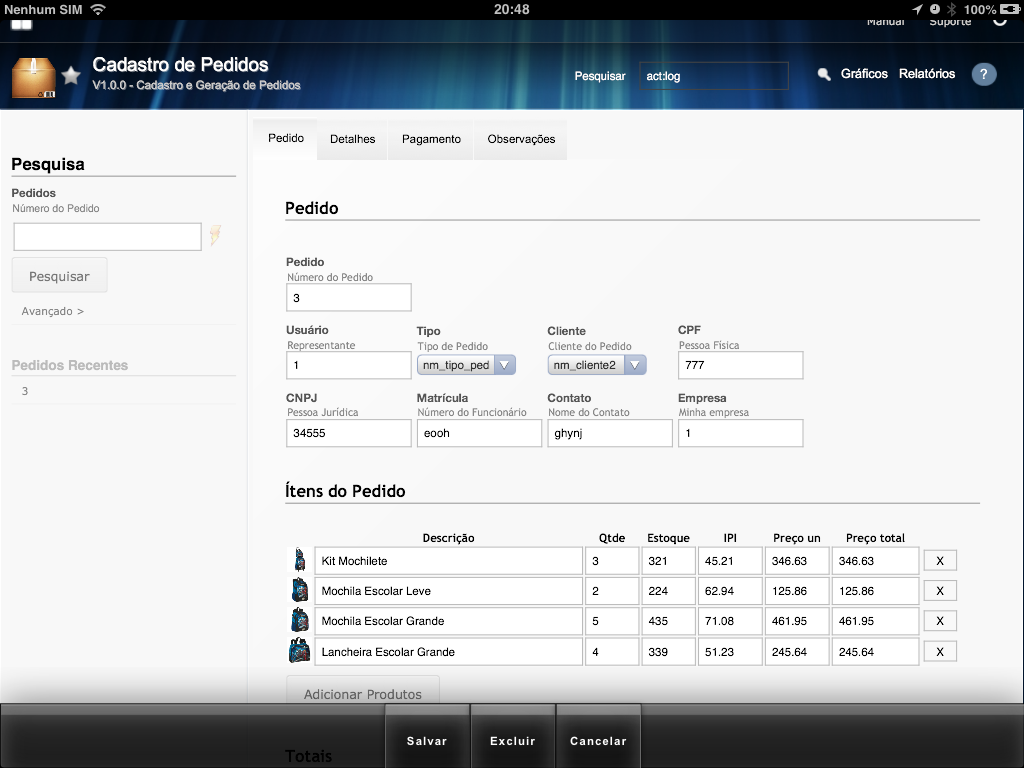 Nenhum SIM 20:48 100%
Manual Suporte
Cadastro de Pedidos
V1.0.0 - Cadastro e Geração de Pedidos
Pesquisar act:log Gráficos Relatórios ?
Pedido Detalhes Pagamento Observações
Pesquisa
Pedidos
Número do Pedido
Pesquisar
Avançado >
Pedidos Recentes
3
Pedido
Pedido
Número do Pedido
3
Usuário Tipo Cliente CPF
Representante Tipo de Pedido Cliente do Pedido Pessoa Física
1 nm_tipo_ped nm_cliente2 777
CNPJ Matrícula Contato Empresa
Pessoa Jurídica Número do Funcionário Nome do Contato Minha empresa
34555 eooh ghynj 1
Ítens do Pedido
Descrição Qtde Estoque IPI Preço un Preço total
Kit Mochilete 3 321 45.21 346.63 346.63 X
Mochila Escolar Leve 2 224 62.94 125.86 125.86 X
Mochila Escolar Grande 5 435 71.08 461.95 461.95 X
Lancheira Escolar Grande 4 339 51.23 245.64 245.64 X
Adicionar Produtos
Salvar Excluir Cancelar
Totais